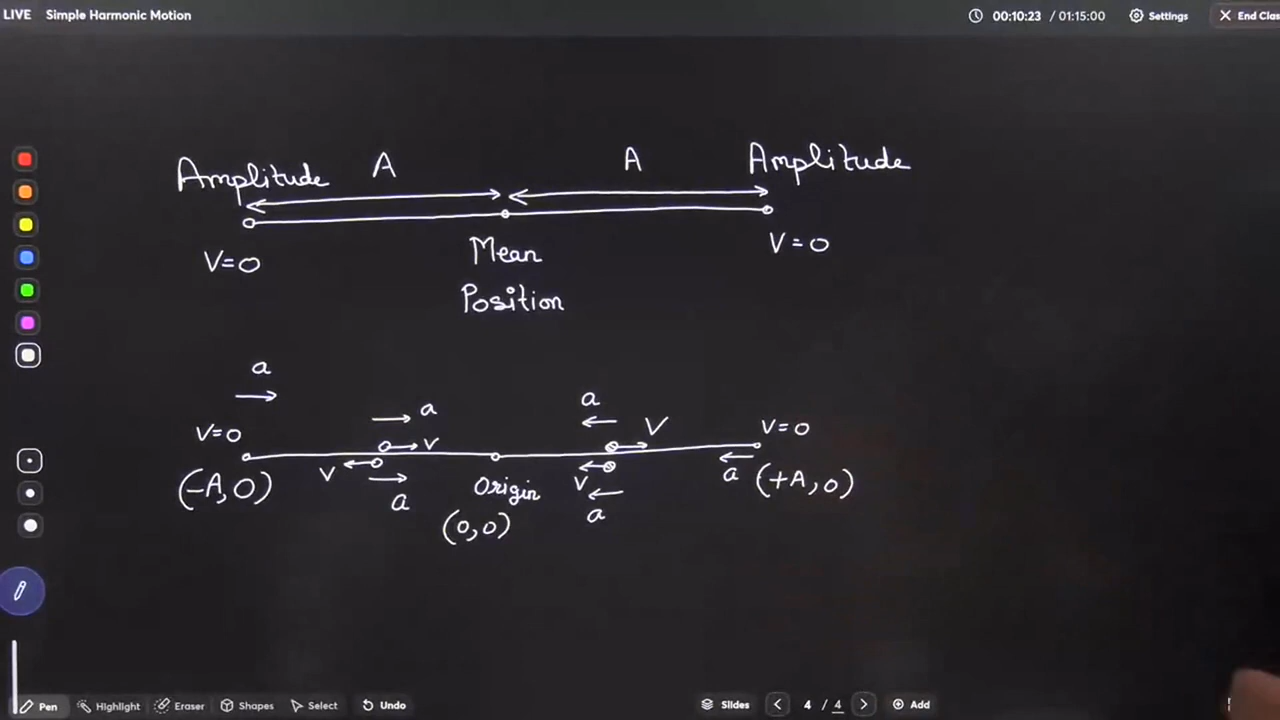 LIVE Simple Harmonic Motion 00:10:23 / 01:15:00 Settings End Clas
Amplitude A A Amplitude
V=0 Mean V=0
Position
a
a a V
V=0 V V=0
V V a
(-A,0) a Origin a (+A,0)
(0,0)
Pen Highlight Eraser Shapes Select Undo Slides 4 / 4 Add